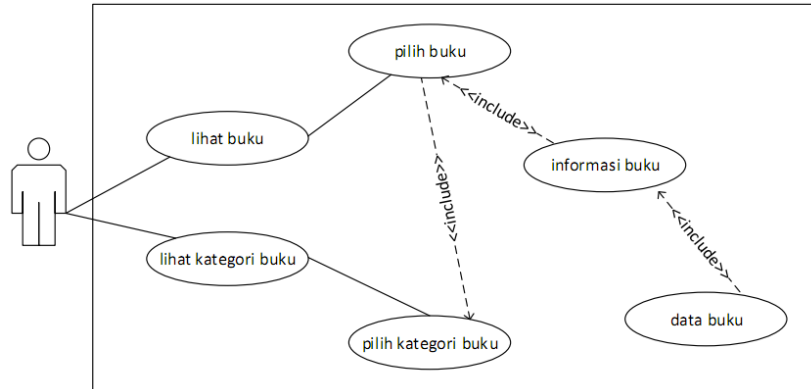 pilih buku
<<include>>
lihat buku
informasi buku
<<include>>
<<include>>
lihat kategori buku
data buku
pilih kategori buku